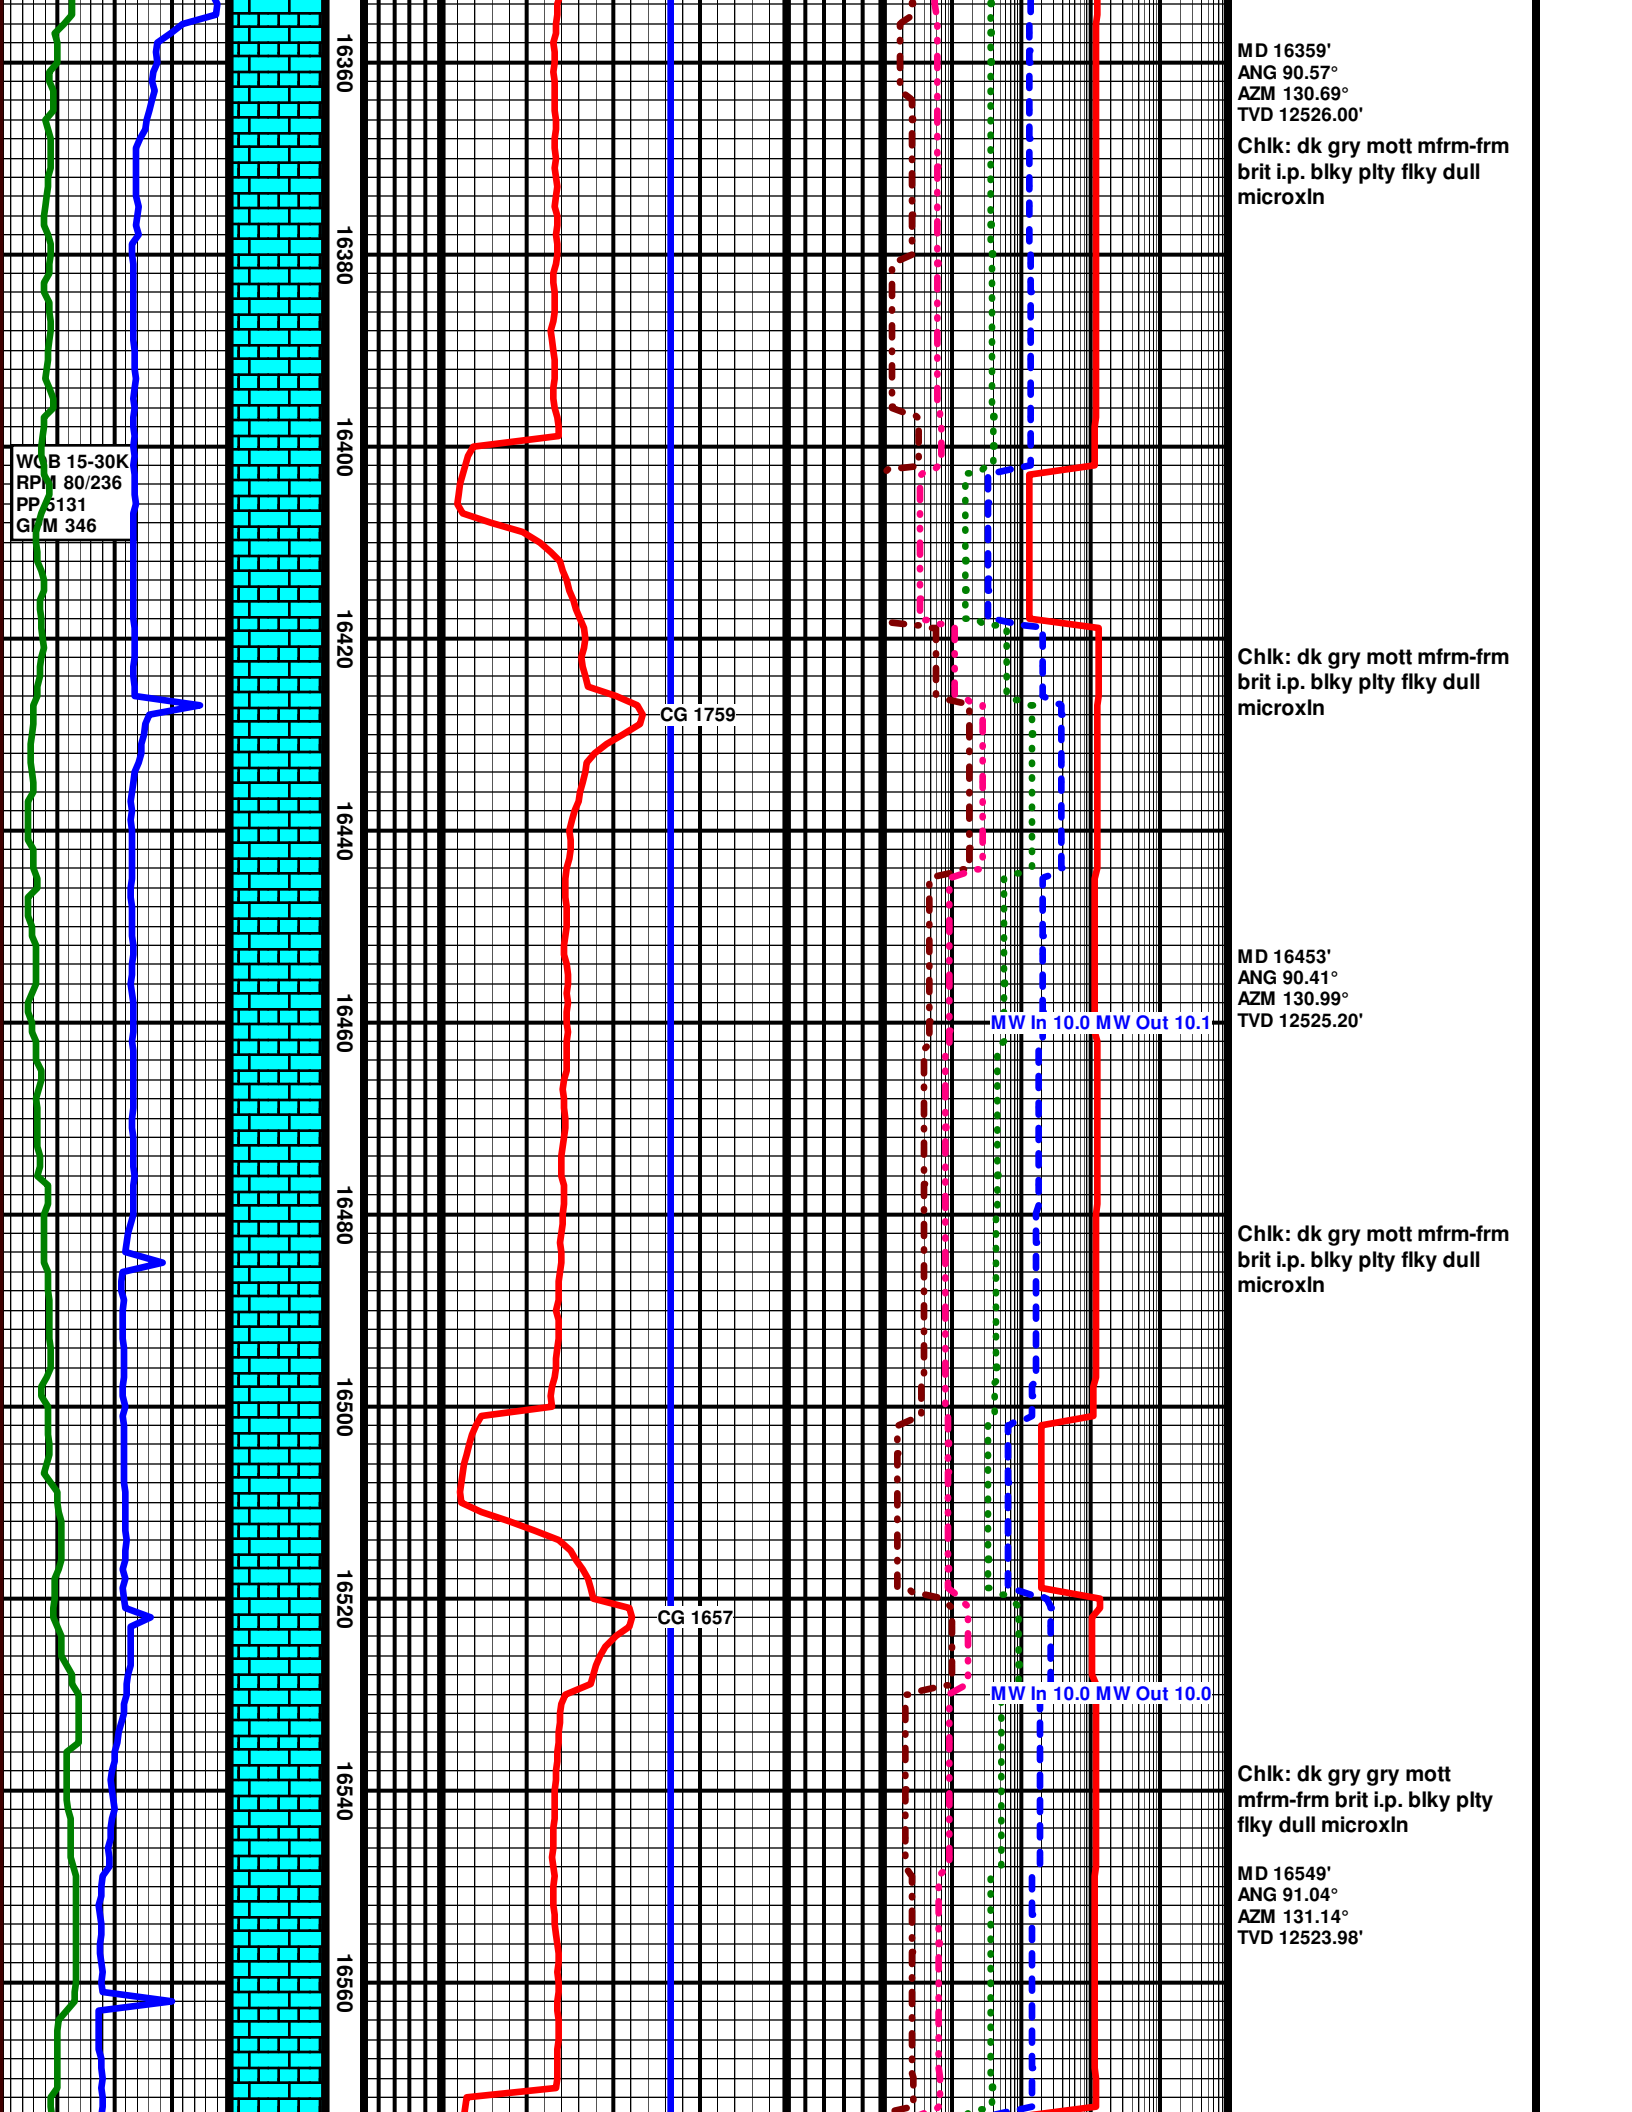 16360
MD 16359'
ANG 90.57°
AZM 130.69°
TVD 12526.00'
Chlk: dk gry mott mfrm-frm
brit i.p. blky plty flky dull
microxln
16380
16400
WOB 15-30K
RPM 80/236
PP 5131
GPM 346
16420
Chlk: dk gry mott mfrm-frm
brit i.p. blky plty flky dull
microxln
CG 1759
16440
MD 16453'
ANG 90.41°
AZM 130.99°
TVD 12525.20'
16460
MW In 10.0 MW Out 10.1
16480
Chlk: dk gry mott mfrm-frm
brit i.p. blky plty flky dull
microxln
16500
16520
CG 1657
MW In 10.0 MW Out 10.0
16540
Chlk: dk gry gry mott
mfrm-frm brit i.p. blky plty
flky dull microxln
MD 16549'
ANG 91.04°
AZM 131.14°
TVD 12523.98'
16560